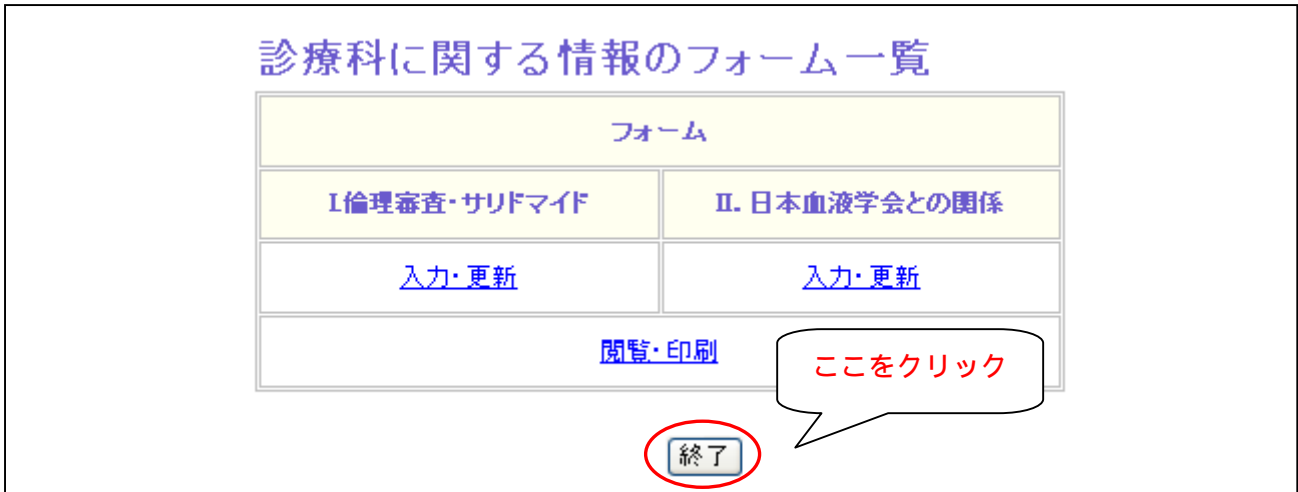 診療科に関する情報のフォーム一覧
フォーム
I.倫理審査・サリドマイド
II. 日本血液学会との関係
入力・更新
入力・更新
閲覧・印刷
ここをクリック
終了